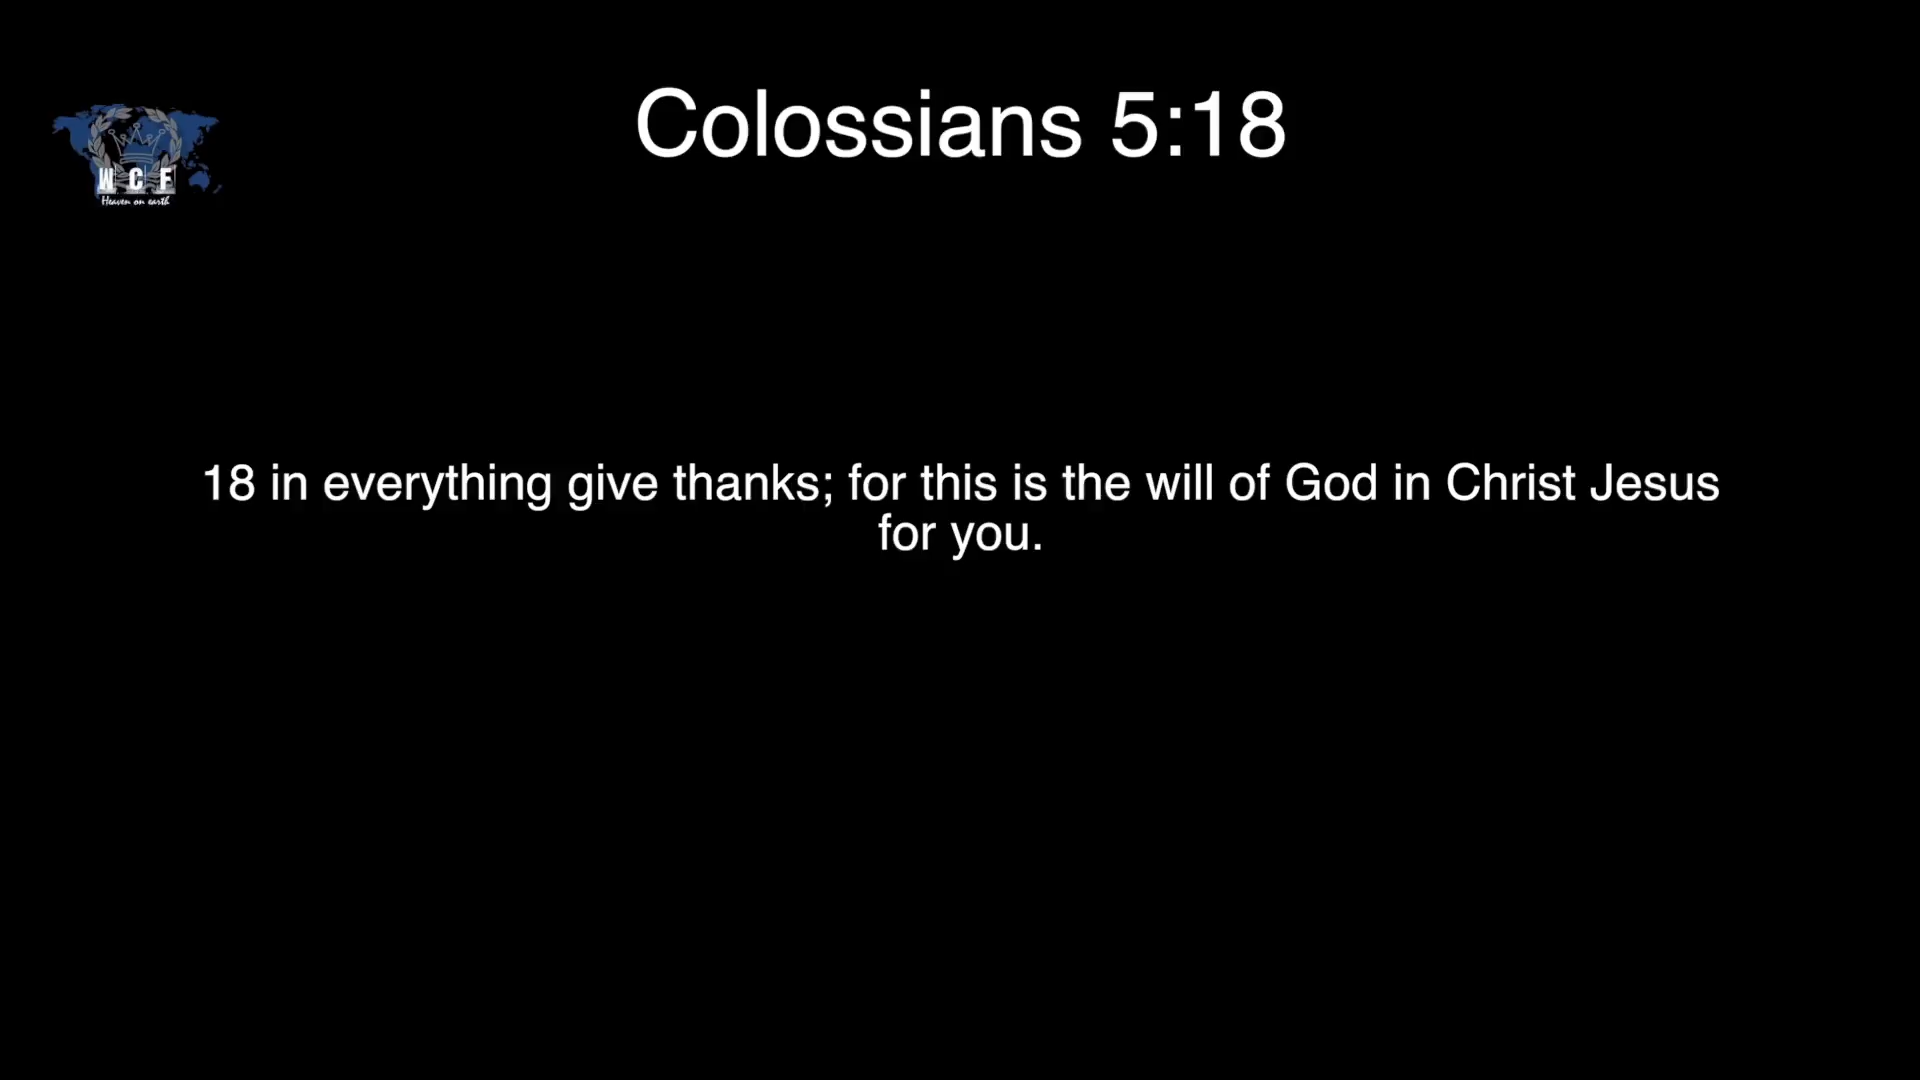 Colossians 5:18
W C F
Heaven on earth
18 in everything give thanks; for this is the will of God in Christ Jesus
for you.